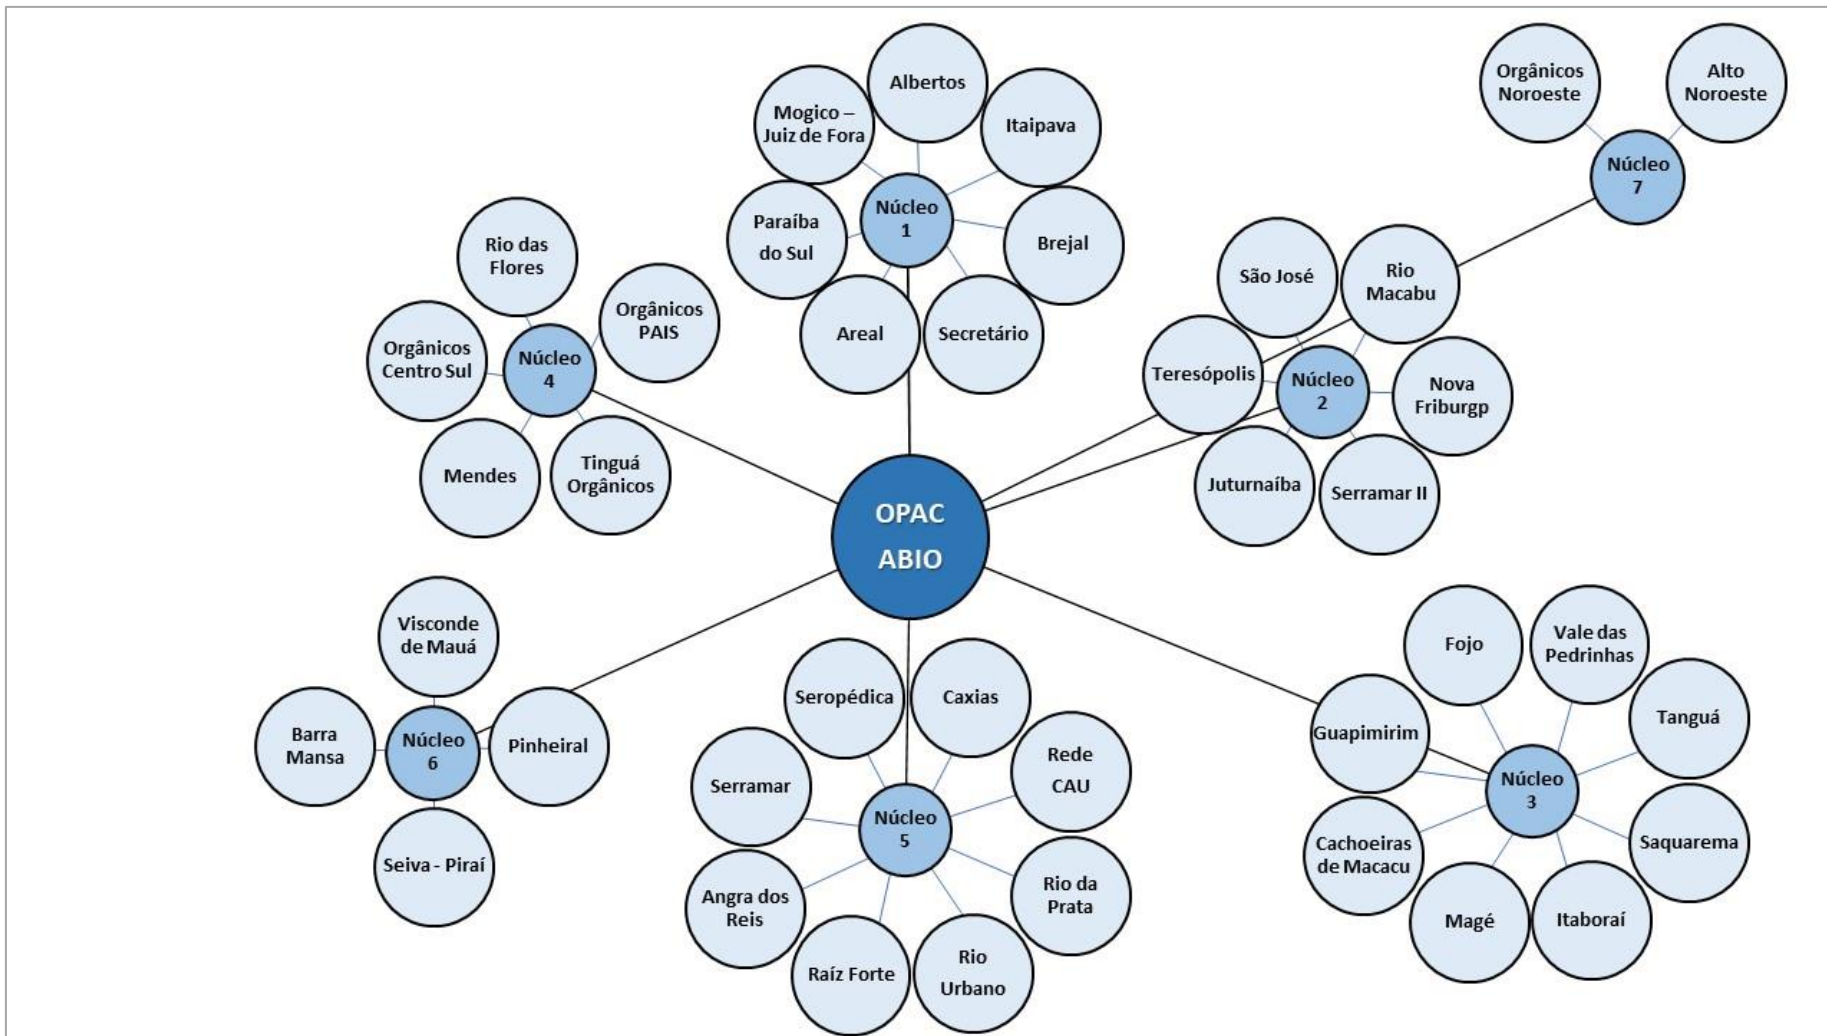 Albertos
Mogico –
Juiz de Fora
Itaipava
Núcleo
1
Paraíba
do Sul
Brejal
Areal
Secretário
Orgânicos
Noroeste
Alto
Noroeste
Núcleo
7
Rio das
Flores
Orgânicos
PAIS
Orgânicos
Centro Sul
Núcleo
4
Mendes
Tinguá
Orgânicos
São José
Rio
Macabu
Teresópolis
Núcleo
2
Nova
Friburgp
Juturnaíba
Serramar II
OPAC
ABIO
Visconde
de Mauá
Barra
Mansa
Núcleo
6
Pinheiral
Seiva - Piraí
Seropédica
Caxias
Serramar
Rede
CAU
Núcleo
5
Angra dos
Reis
Rio da
Prata
Raíz Forte
Rio
Urbano
Fojo
Vale das
Pedrinhas
Guapimirim
Tanguá
Núcleo
3
Cachoeiras
de Macacu
Saquarema
Magé
Itaboraí